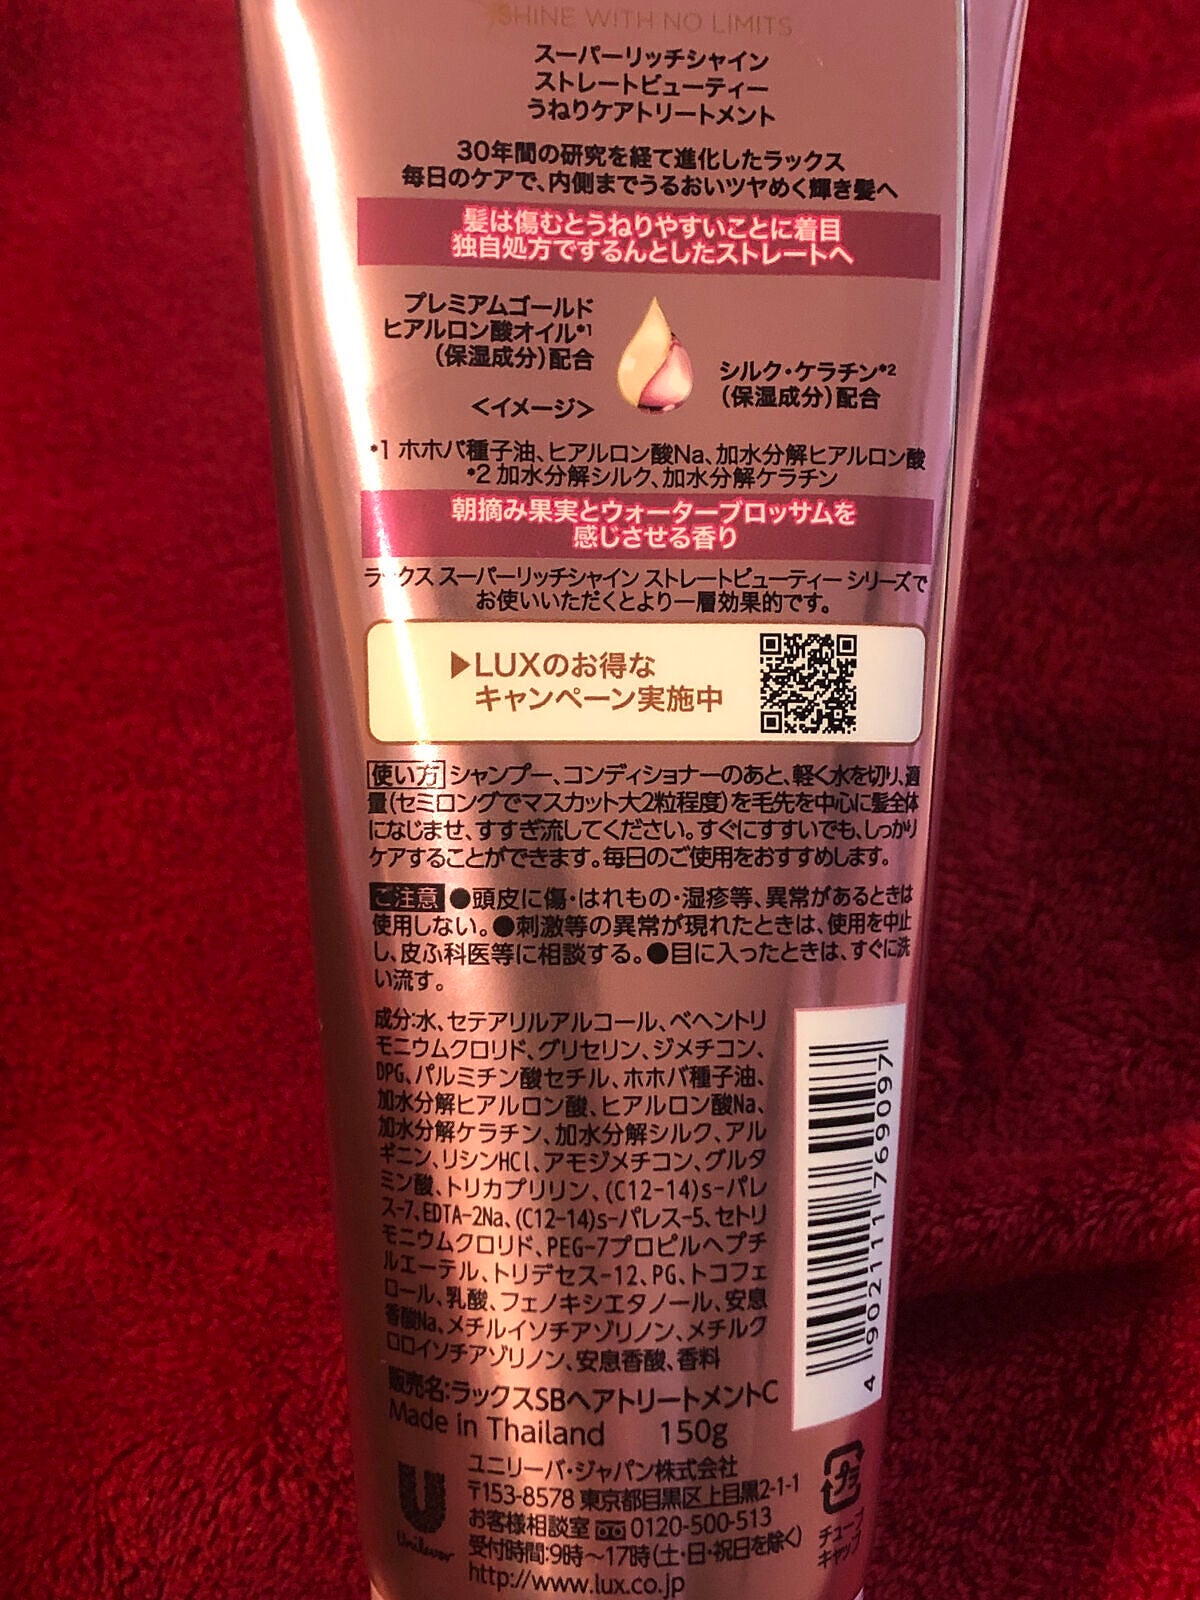 SHINE WITH NO LIMITS
スーパーリッチシャイン
ストレートビューティー
うねりケアトリートメント
30年間の研究を経て進化したラックス
毎日のケアで、内側までうるおいツヤめく輝き髪へ
髪は傷むとうねりやすいことに着目
独自処方でするんとしたストレートへ
プレミアムゴールド
ヒアルロン酸オイル*1
(保湿成分)配合
シルク・ケラチン*2
(保湿成分)配合
<イメージ>
*1 ホホバ種子油、ヒアルロン酸Na、加水分解ヒアルロン酸
*2 加水分解シルク、加水分解ケラチン
朝摘み果実とウォーターブロッサムを
感じさせる香り
ラックス スーパーリッチシャイン ストレートビューティー シリーズで
お使いいただくとより一層効果的です。
▶LUXのお得な
キャンペーン実施中
使い方 シャンプー、コンディショナーのあと、軽く水を切り、適
量(セミロングでマスカット大2粒程度)を毛先を中心に髪全体
になじませ、すすぎ流してください。すぐにすすいでも、しっかり
ケアすることができます。毎日のご使用をおすすめします。
ご注意 ●頭皮に傷・はれもの・湿疹等、異常があるときは
使用しない。●刺激等の異常が現れたときは、使用を中止
し、皮ふ科医等に相談する。●目に入ったときは、すぐに洗
い流す。
成分:水、セテアリルアルコール、ベヘントリ
モニウムクロリド、グリセリン、ジメチコン、
DPG、パルミチン酸セチル、ホホバ種子油、
加水分解ヒアルロン酸、ヒアルロン酸Na、
加水分解ケラチン、加水分解シルク、アル
ギニン、リシンHCl、アモジメチコン、グルタ
ミン酸、トリカプリリン、(C12-14)s-パレ
ス-7、EDTA-2Na、(C12-14)s-パレス-5、セトリ
モニウムクロリド、PEG-7プロピルヘプチ
ルエーテル、トリデセス-12、PG、トコフェ
ロール、乳酸、フェノキシエタノール、安息
香酸Na、メチルイソチアゾリノン、メチルク
ロロイソチアゾリノン、安息香酸、香料
4 902111 769097
販売名:ラックスSBヘアトリートメントC
Made in Thailand 150g
Unilever
ユニリーバ・ジャパン株式会社
〒153-8578 東京都目黒区上目黒2-1-1
お客様相談室 0120-500-513
受付時間:9時～17時(土・日・祝日を除く)
http://www.lux.co.jp
プラ
チューブ
キャップ